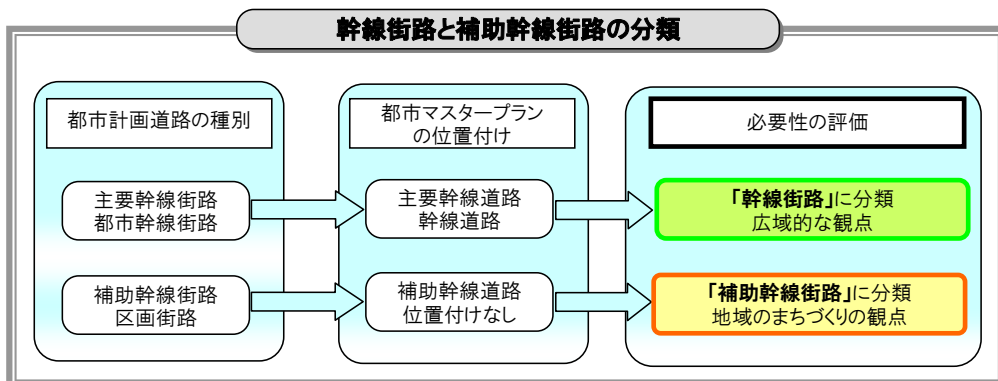 幹線街路と補助幹線街路の分類
都市計画道路の種別
主要幹線街路
都市幹線街路
補助幹線街路
区画街路
都市マスタープラン
の位置付け
主要幹線道路
幹線道路
補助幹線道路
位置付けなし
必要性の評価
「幹線街路」に分類
広域的な観点
「補助幹線街路」に分類
地域のまちづくりの観点